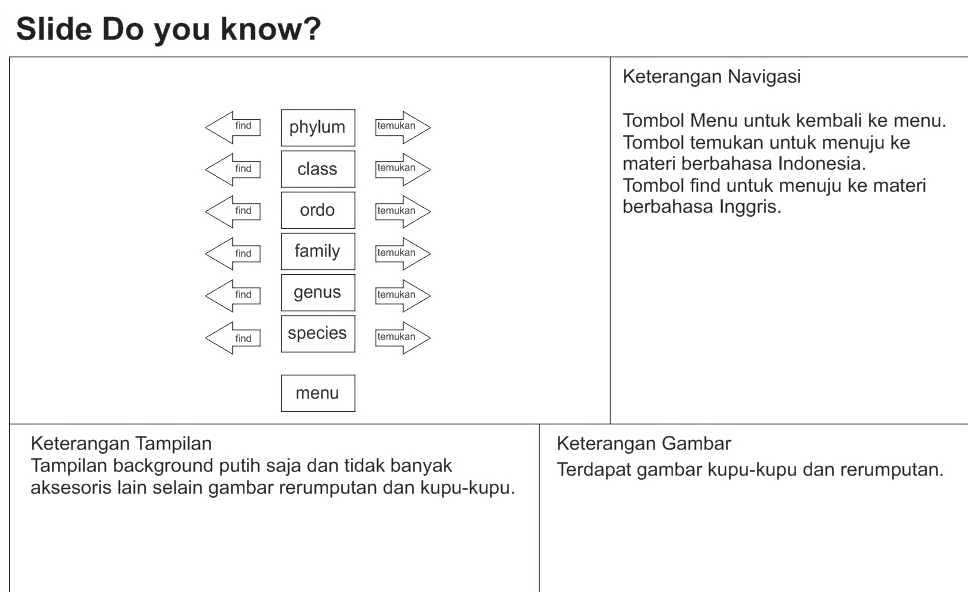 Slide Do you know?
find phylum temukan
find class temukan
find ordo temukan
find family temukan
find genus temukan
find species temukan
menu
Keterangan Navigasi
Tombol Menu untuk kembali ke menu.
Tombol temukan untuk menuju ke
materi berbahasa Indonesia.
Tombol find untuk menuju ke materi
berbahasa Inggris.
Keterangan Tampilan
Tampilan background putih saja dan tidak banyak
aksesoris lain selain gambar rerumputan dan kupu-kupu.
Keterangan Gambar
Terdapat gambar kupu-kupu dan rerumputan.